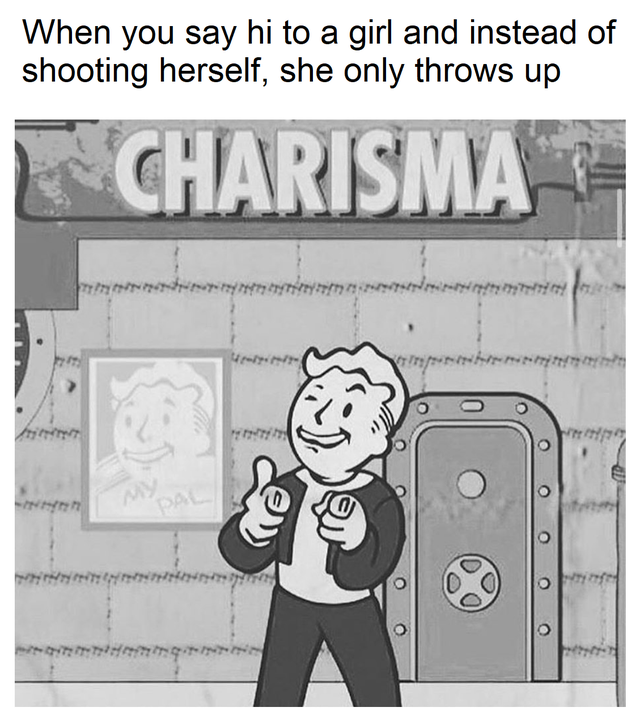 When you say hi to a girl and instead of
shooting herself, she only throws up
CHARISMA
MY
PAL